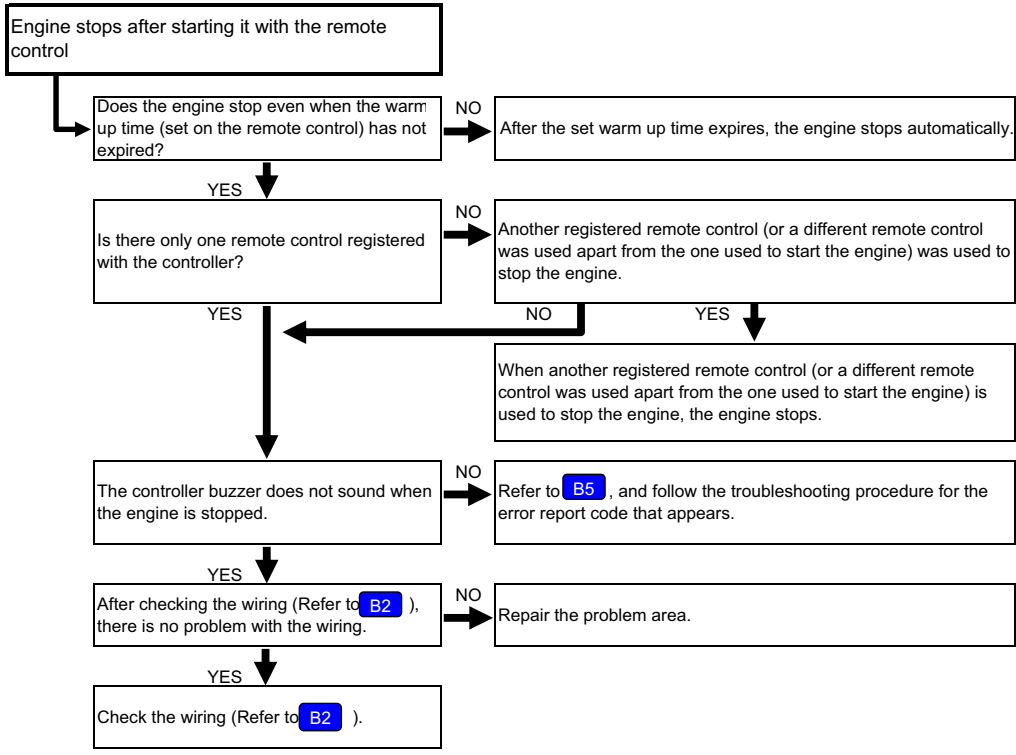 Engine stops after starting it with the remote
control
Does the engine stop even when the warm
up time (set on the remote control) has not
expired?
NO
After the set warm up time expires, the engine stops automatically.
YES
Is there only one remote control registered
with the controller?
NO
Another registered remote control (or a different remote control
was used apart from the one used to start the engine) was used to
stop the engine.
YES
NO
YES
When another registered remote control (or a different remote
control was used apart from the one used to start the engine) is
used to stop the engine, the engine stops.
The controller buzzer does not sound when
the engine is stopped.
NO
Refer to B5 , and follow the troubleshooting procedure for the
error report code that appears.
YES
After checking the wiring (Refer to B2 ),
there is no problem with the wiring.
NO
Repair the problem area.
YES
Check the wiring (Refer to B2 ).